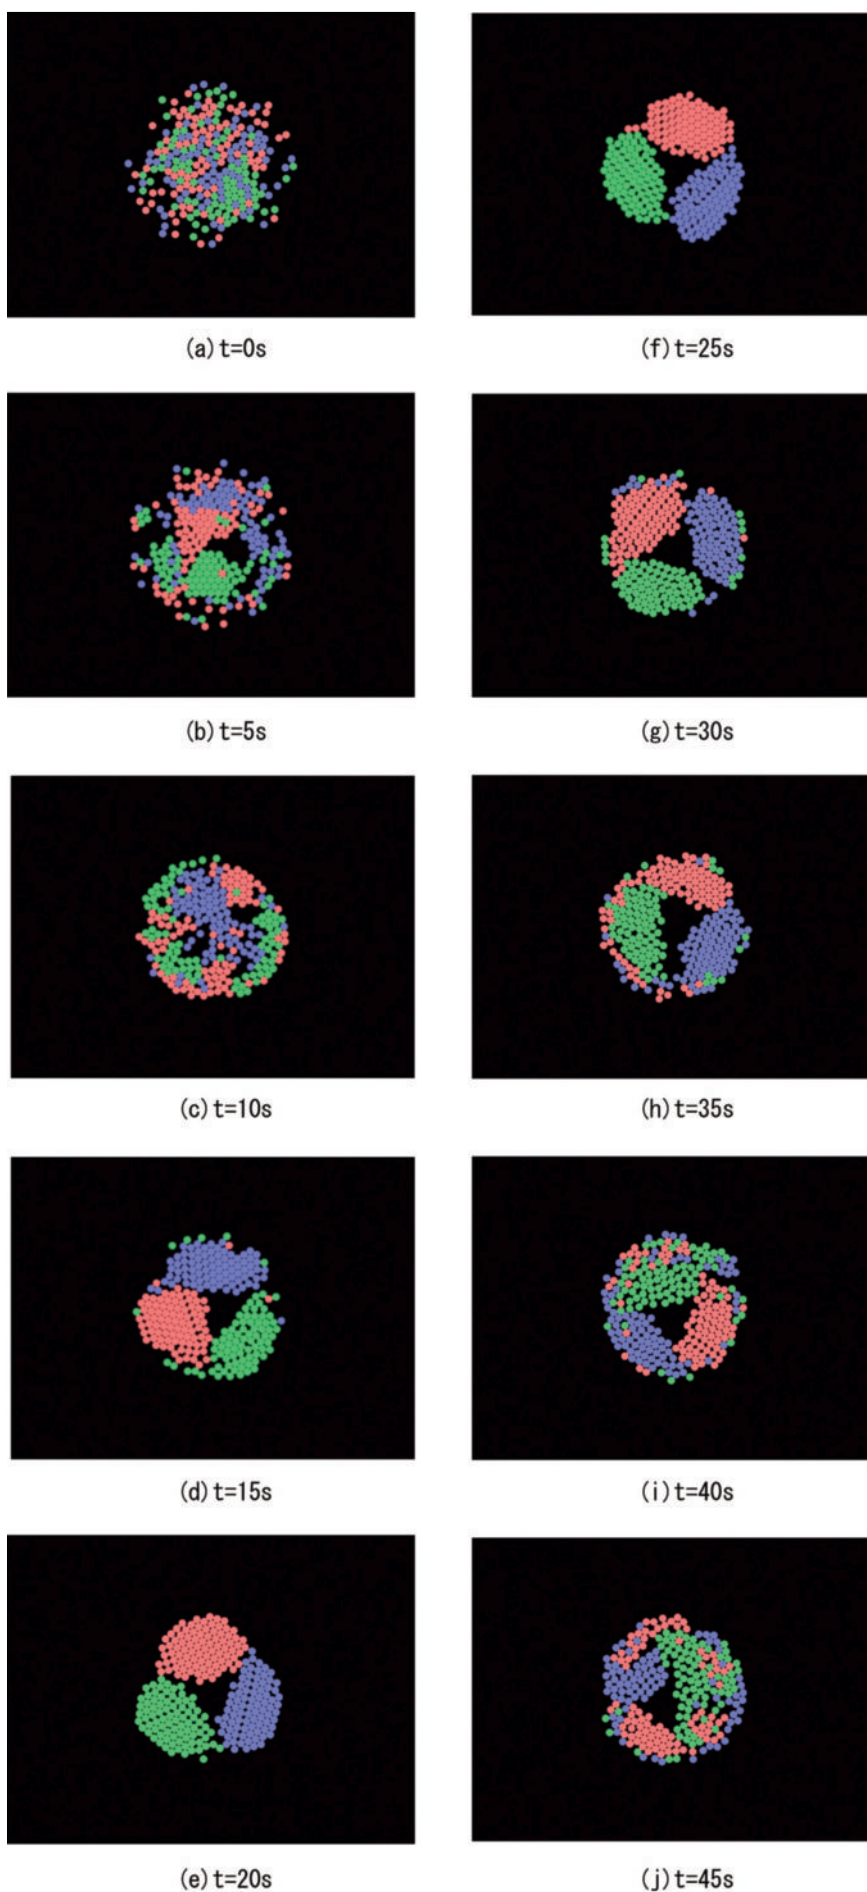 (a) t=0s
(f) t=25s
(b) t=5s
(g) t=30s
(c) t=10s
(h) t=35s
(d) t=15s
(i) t=40s
(e) t=20s
(j) t=45s